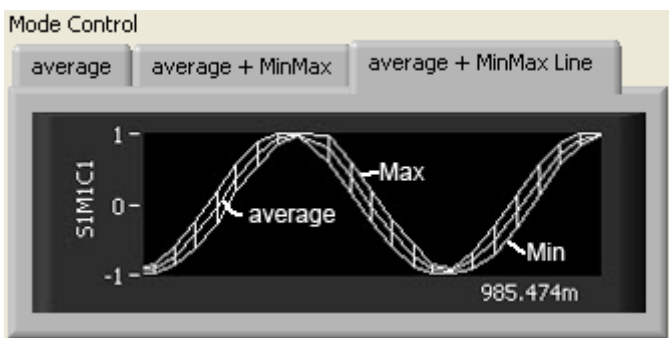 Mode Control
average
average + MinMax
average + MinMax Line
1
Max
S1M1C1
0
average
Min
-1
985.474m